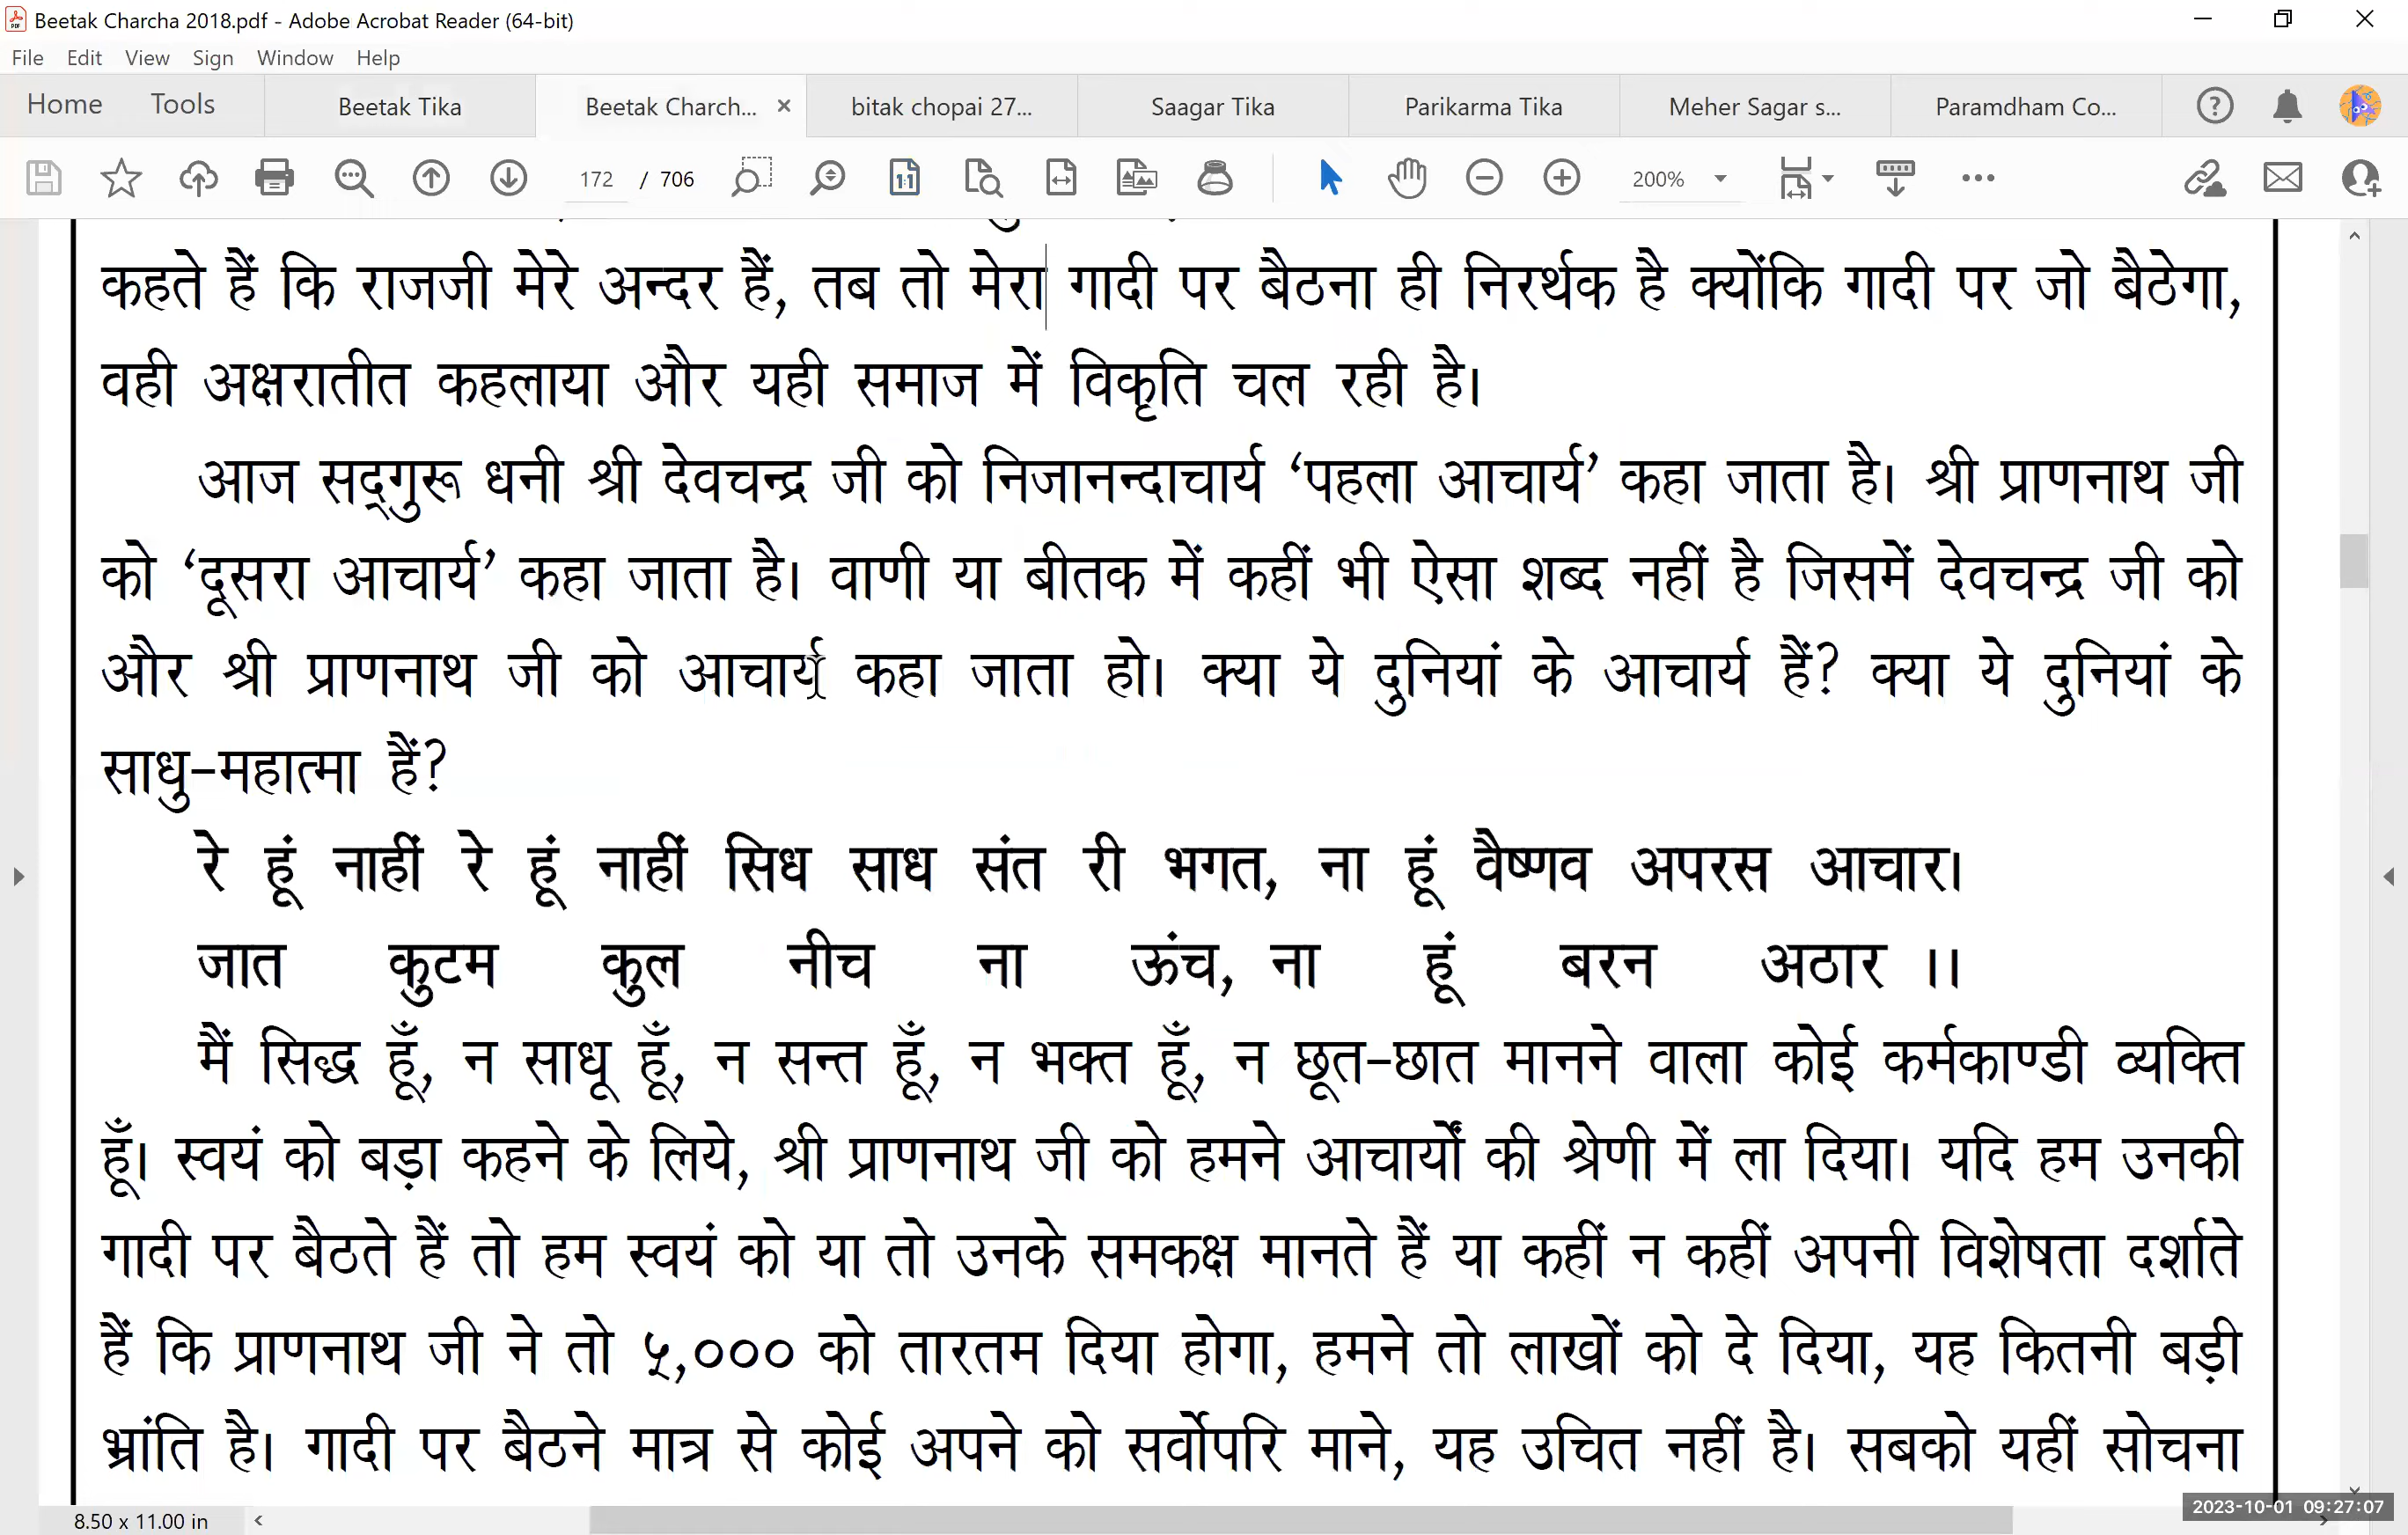 Beetak Charcha 2018.pdf - Adobe Acrobat Reader (64-bit)
File Edit View Sign Window Help
Home Tools Beetak Tika Beetak Charch... bitak chopai 27... Saagar Tika Parikarma Tika Meher Sagar s... Paramdham Co...
172 / 706 200%
कहते हैं कि राजजी मेरे अन्दर हैं, तब तो मेरा गादी पर बैठना ही निरर्थक है क्योंकि गादी पर जो बैठेगा,
वही अक्षरातीत कहलाया और यही समाज में विकृति चल रही है।
आज सद्गुरू धनी श्री देवचन्द्र जी को निजानन्दाचार्य ‘पहला आचार्य’ कहा जाता है। श्री प्राणनाथ जी
को ‘दूसरा आचार्य’ कहा जाता है। वाणी या बीतक में कहीं भी ऐसा शब्द नहीं है जिसमें देवचन्द्र जी को
और श्री प्राणनाथ जी को आचार्य कहा जाता हो। क्या ये दुनियां के आचार्य हैं? क्या ये दुनियां के
साधु-महात्मा हैं?
रे हूं नाहीं रे हूं नाहीं सिध साध संत री भगत, ना हूं वैष्णव अपरस आचार।
जात कुटम कुल नीच ना ऊंच, ना हूं बरन अठार ।।
मैं सिद्ध हूँ, न साधू हूँ, न सन्त हूँ, न भक्त हूँ, न छूत-छात मानने वाला कोई कर्मकाण्डी व्यक्ति
हूँ। स्वयं को बड़ा कहने के लिये, श्री प्राणनाथ जी को हमने आचार्यों की श्रेणी में ला दिया। यदि हम उनकी
गादी पर बैठते हैं तो हम स्वयं को या तो उनके समकक्ष मानते हैं या कहीं न कहीं अपनी विशेषता दर्शाते
हैं कि प्राणनाथ जी ने तो ५,००० को तारतम दिया होगा, हमने तो लाखों को दे दिया, यह कितनी बड़ी
भ्रांति है। गादी पर बैठने मात्र से कोई अपने को सर्वोपरि माने, यह उचित नहीं है। सबको यहीं सोचना
8.50 x 11.00 in
2023-10-01 09:27:07